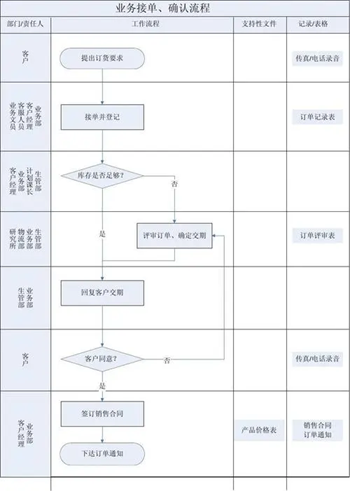 业务接单、确认流程
部门/责任人 工作流程 支持性文件 记录/表格
客户
提出订货要求
传真/电话录音
业务部
客户经理
客服人员
业务文员
接单并登记
订单记录表
生管部
计划课长
业务部
客户经理
库存是否足够?
否
是
生管部
业务部
物流部
研究所
评审订单、确定交期
订单评审表
业务部
生管部
回复客户交期
客户
客户同意?
否
传真/电话录音
是
业务部
客户经理
签订销售合同
产品价格表
销售合同
订单通知
下达订单通知